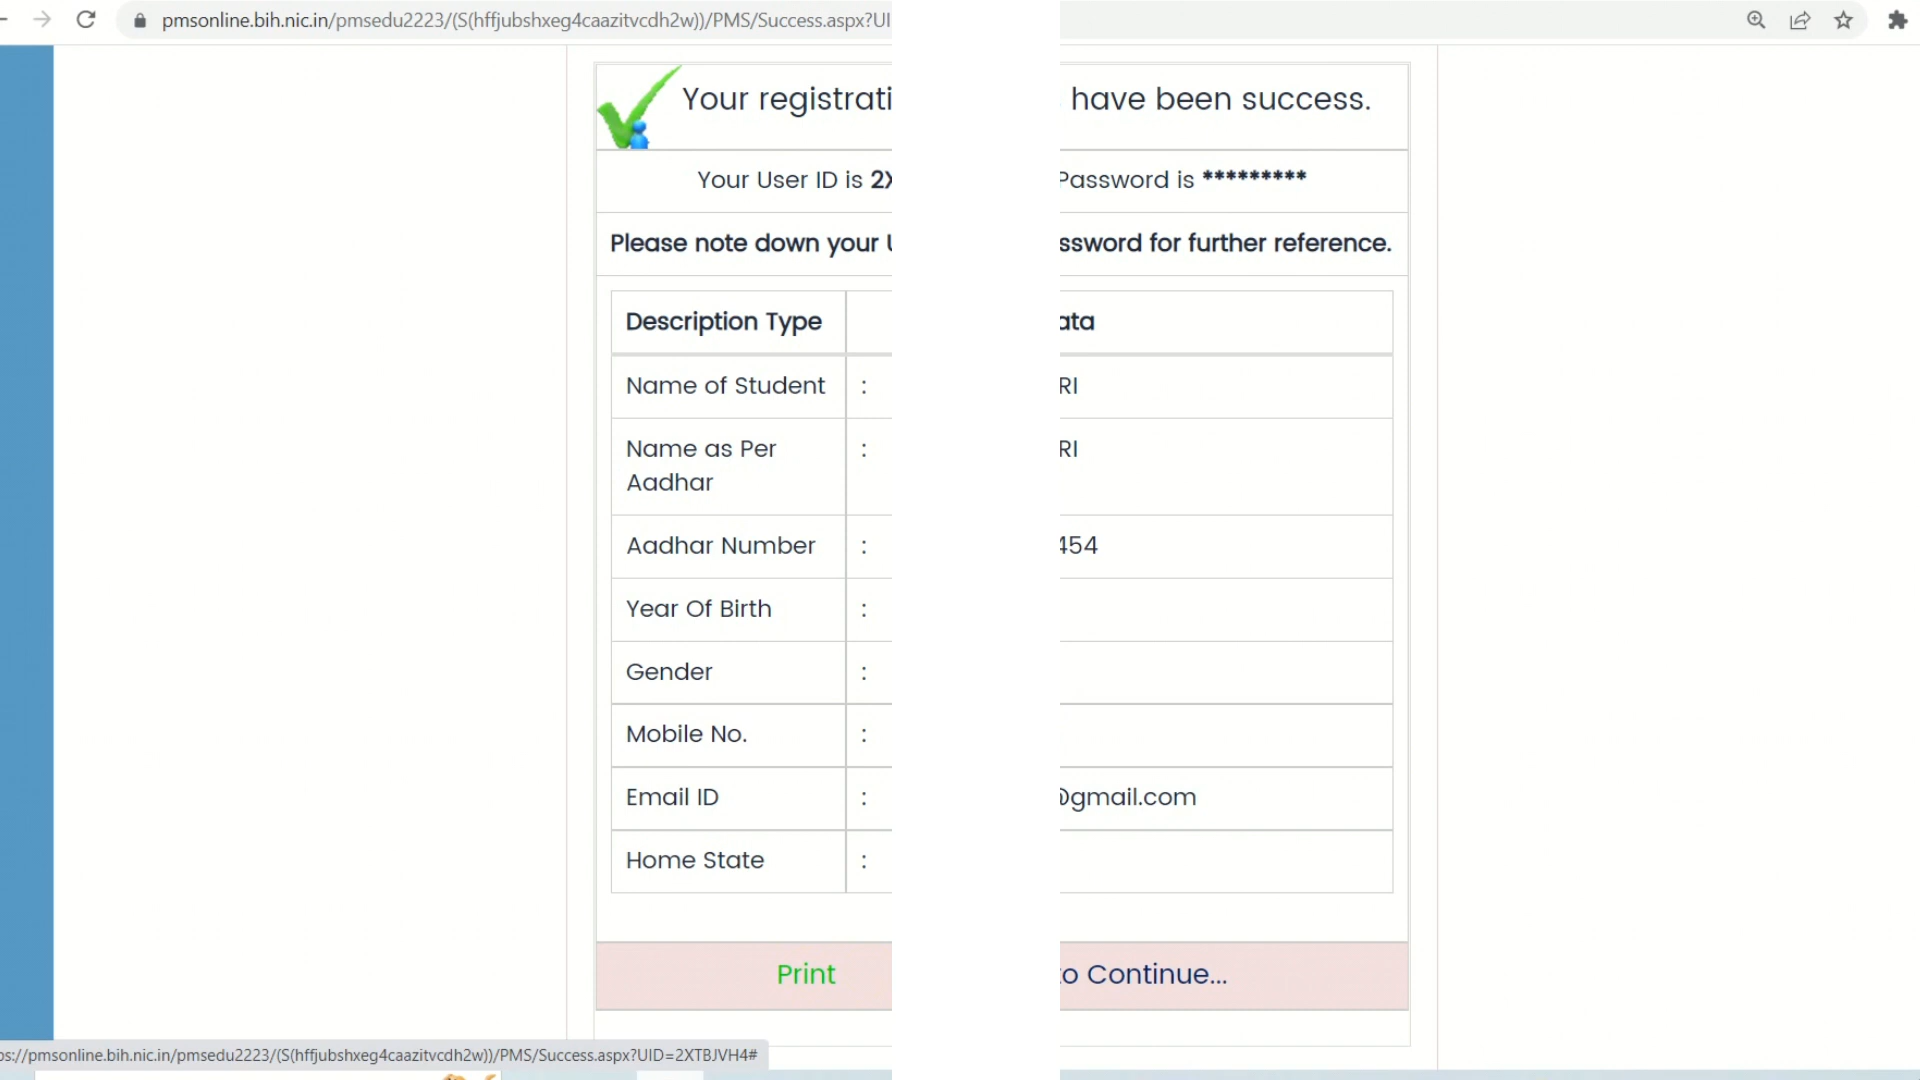 pmsonline.bih.nic.in/pmsedu2223/(S(hffjubshxeg4caazitvcdh2w))/PMS/Success.aspx?UI
Your registrati have been success.
Your User ID is 2X Password is *********
Please note down your U ssword for further reference.
Description Type ata
Name of Student : RI
Name as Per : RI
Aadhar
Aadhar Number : 454
Year Of Birth :
Gender :
Mobile No. :
Email ID : @gmail.com
Home State :
Print to Continue...
ps://pmsonline.bih.nic.in/pmsedu2223/(S(hffjubshxeg4caazitvcdh2w))/PMS/Success.aspx?UID=2XTBJVH4#